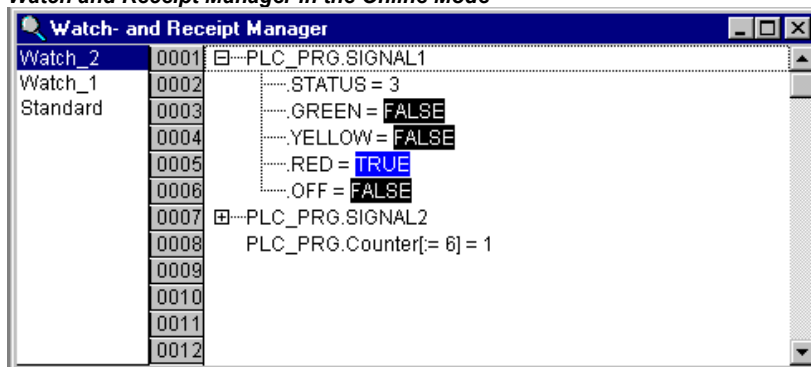 Watch and Receipt Manager in the Online Mode
Watch- and Receipt Manager
Watch_2
Watch_1
Standard
0001 PLC_PRG.SIGNAL1
0002 .STATUS = 3
0003 .GREEN = FALSE
0004 .YELLOW = FALSE
0005 .RED = TRUE
0006 .OFF = FALSE
0007 PLC_PRG.SIGNAL2
0008 PLC_PRG.Counter[:= 6] = 1
0009
0010
0011
0012